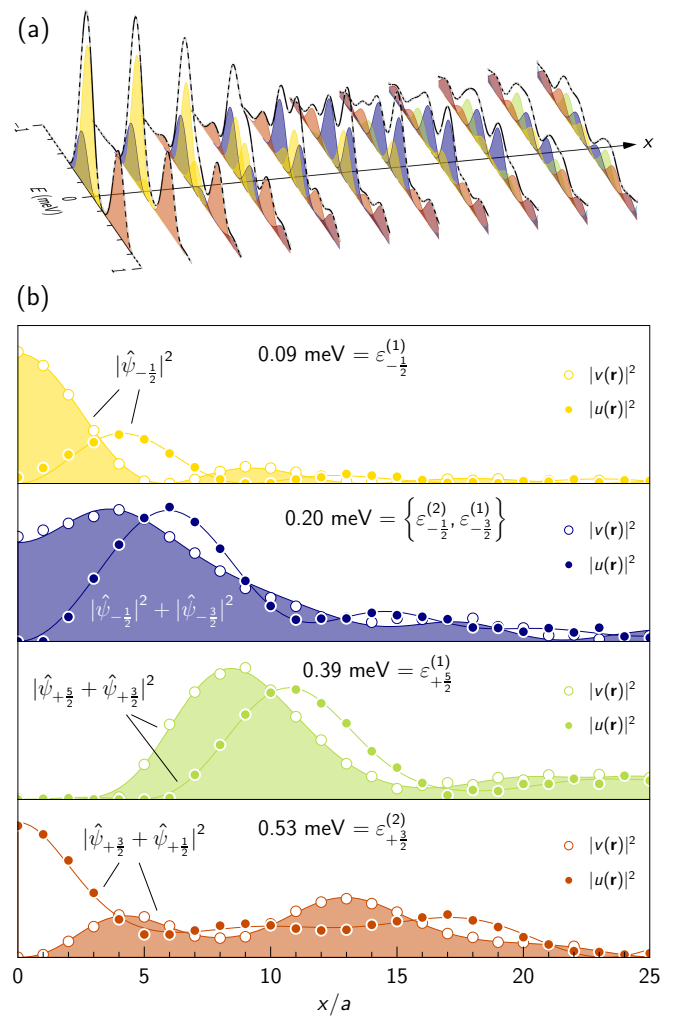 (a)
x
-1
0
E (meV)
1
(b)
0.09 meV = ε₋½⁽¹⁾
|ψ̂₋½|²
|v(r)|²
|u(r)|²
0.20 meV = {ε₋½⁽²⁾, ε₋³⁄₂⁽¹⁾}
|v(r)|²
|u(r)|²
|ψ̂₋½|² + |ψ̂₋³⁄₂|²
0.39 meV = ε₊⁵⁄₂⁽¹⁾
|ψ̂₊⁵⁄₂ + ψ̂₊³⁄₂|²
|v(r)|²
|u(r)|²
0.53 meV = ε₊³⁄₂⁽²⁾
|ψ̂₊³⁄₂ + ψ̂₊½|²
|v(r)|²
|u(r)|²
0 5 10 15 20 25
x/a